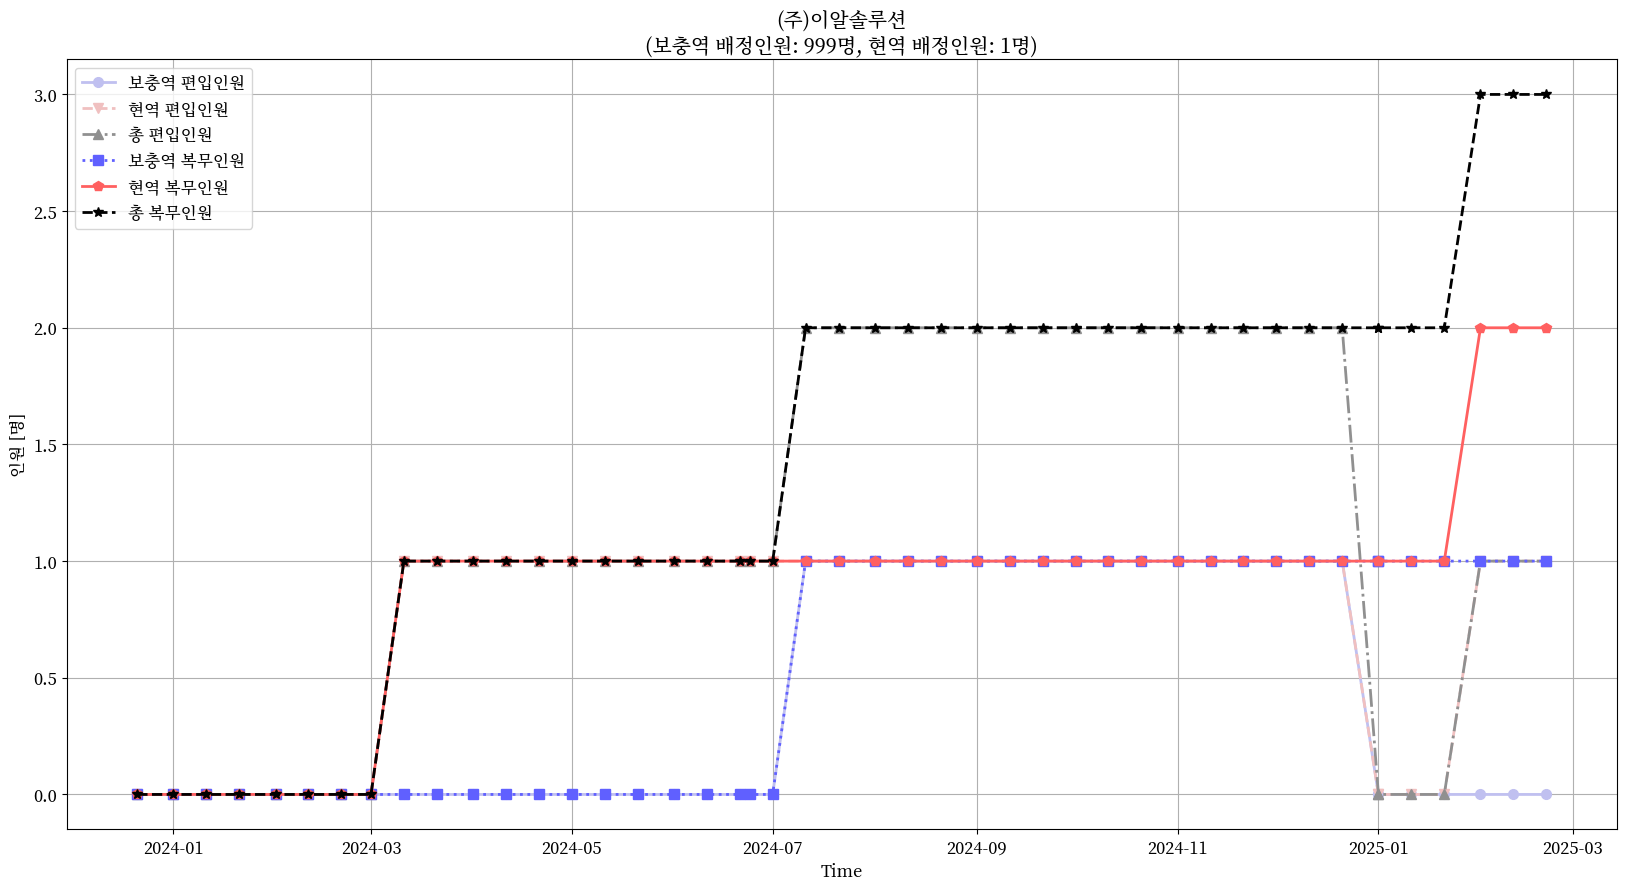 (주)이알솔루션
(보충역 배정인원: 999명, 현역 배정인원: 1명)
보충역 편입인원
현역 편입인원
총 편입인원
보충역 복무인원
현역 복무인원
총 복무인원
3.0
2.5
2.0
1.5
1.0
0.5
0.0
인원 [명]
2024-01
2024-03
2024-05
2024-07
2024-09
2024-11
2025-01
2025-03
Time